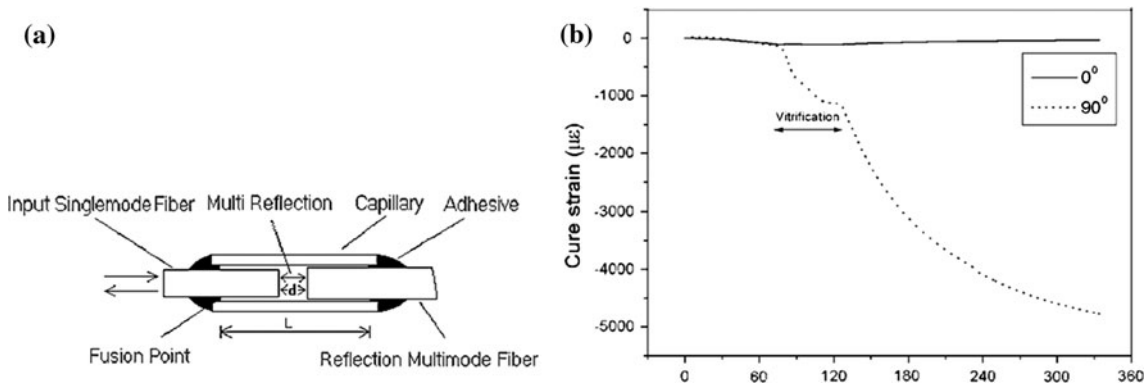 (a)
Input Singlemode Fiber
Multi Reflection
Capillary
Adhesive
d
L
Fusion Point
Reflection Multimode Fiber
(b)
Cure strain (με)
0
-1000
-2000
-3000
-4000
-5000
0°
90°
Vitrification
0 60 120 180 240 300 360